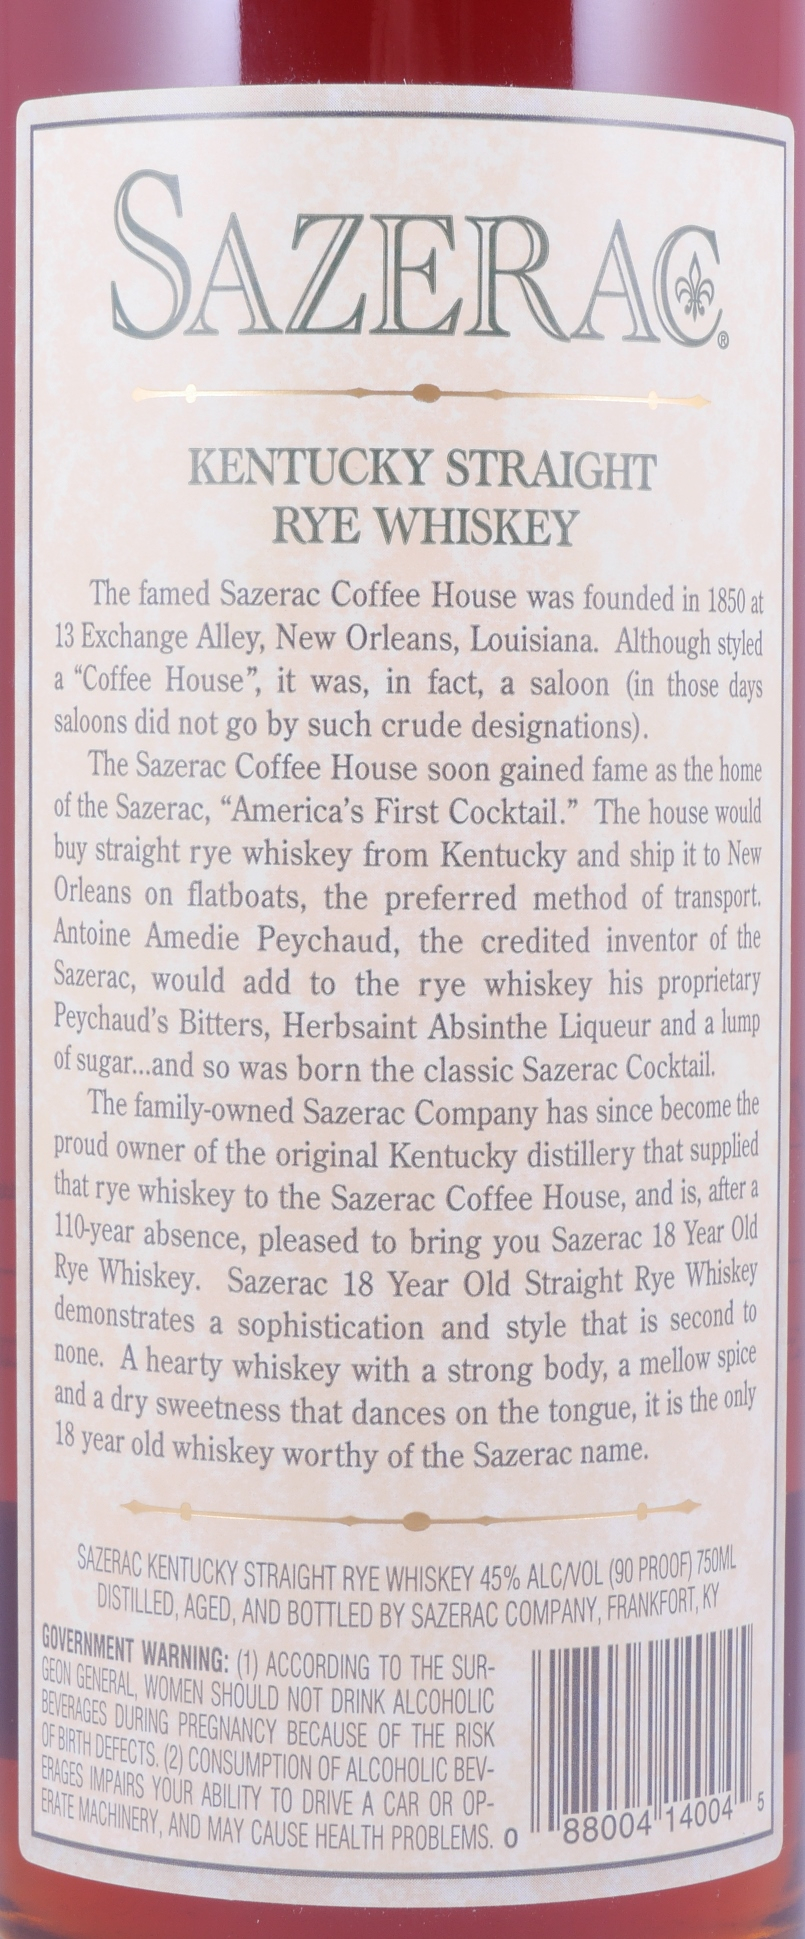 SAZERAC®
KENTUCKY STRAIGHT
RYE WHISKEY
The famed Sazerac Coffee House was founded in 1850 at
13 Exchange Alley, New Orleans, Louisiana. Although styled
a “Coffee House”, it was, in fact, a saloon (in those days
saloons did not go by such crude designations).
The Sazerac Coffee House soon gained fame as the home
of the Sazerac, “America’s First Cocktail.” The house would
buy straight rye whiskey from Kentucky and ship it to New
Orleans on flatboats, the preferred method of transport.
Antoine Amedie Peychaud, the credited inventor of the
Sazerac, would add to the rye whiskey his proprietary
Peychaud’s Bitters, Herbsaint Absinthe Liqueur and a lump
of sugar...and so was born the classic Sazerac Cocktail.
The family-owned Sazerac Company has since become the
proud owner of the original Kentucky distillery that supplied
that rye whiskey to the Sazerac Coffee House, and is, after a
110-year absence, pleased to bring you Sazerac 18 Year Old
Rye Whiskey. Sazerac 18 Year Old Straight Rye Whiskey
demonstrates a sophistication and style that is second to
none. A hearty whiskey with a strong body, a mellow spice
and a dry sweetness that dances on the tongue, it is the only
18 year old whiskey worthy of the Sazerac name.
SAZERAC KENTUCKY STRAIGHT RYE WHISKEY 45% ALC/VOL (90 PROOF) 750ML
DISTILLED, AGED, AND BOTTLED BY SAZERAC COMPANY, FRANKFORT, KY
GOVERNMENT WARNING: (1) ACCORDING TO THE SUR-
GEON GENERAL, WOMEN SHOULD NOT DRINK ALCOHOLIC
BEVERAGES DURING PREGNANCY BECAUSE OF THE RISK
OF BIRTH DEFECTS. (2) CONSUMPTION OF ALCOHOLIC BEV-
ERAGES IMPAIRS YOUR ABILITY TO DRIVE A CAR OR OP-
ERATE MACHINERY, AND MAY CAUSE HEALTH PROBLEMS.
0 88004 14004 5